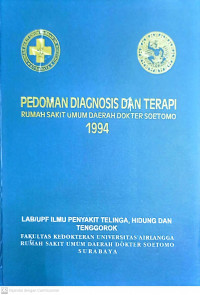 PEDOMAN DIAGNOSIS DAN TERAPI
RUMAH SAKIT UMUM DAERAH DOKTER SOETOMO
1994
LAB/UPF ILMU PENYAKIT TELINGA, HIDUNG DAN
TENGGOROK
FAKULTAS KEDOKTERAN UNIVERSITAS AIRLANGGA
RUMAH SAKIT UMUM DAERAH DOKTER SOETOMO
SURABAYA